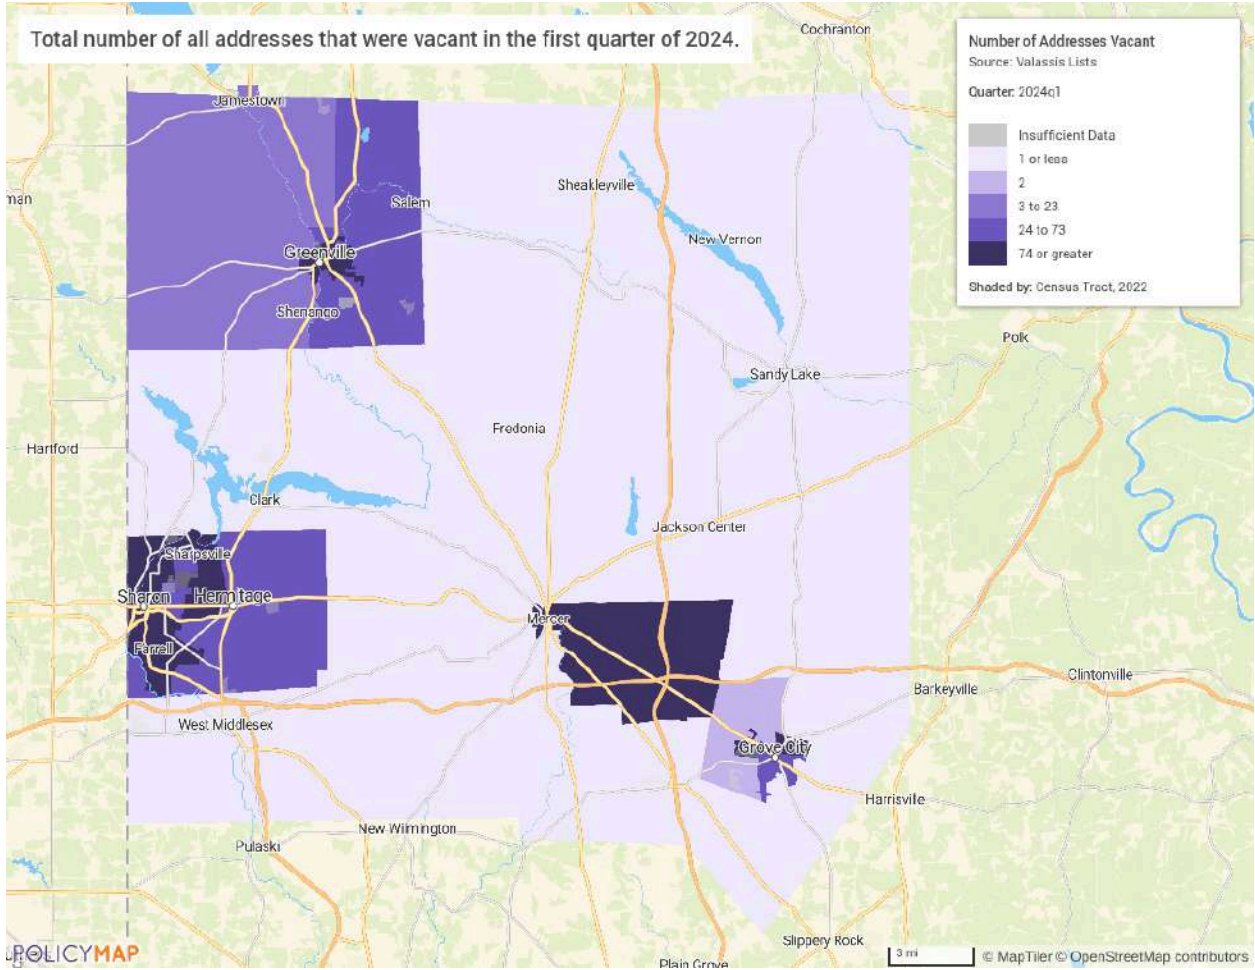 Total number of all addresses that were vacant in the first quarter of 2024.
Number of Addresses Vacant
Source: Valassis Lists
Quarter: 2024q1
Insufficient Data
1 or less
2
3 to 23
24 to 73
74 or greater
Shaded by: Census Tract, 2022
Cochranton
Jamestown
Sheakleyville
man
Salem
New Vernon
Greenville
Shenango
Polk
Sandy Lake
Fredonia
Hartford
Clark
Jackson Center
Sharpsville
Sharon
Hermitage
Mercer
Farrell
Clintonville
Barkeyville
West Middlesex
Grove City
Harrisville
New Wilmington
Pulaski
Slippery Rock
Plain Grove
POLICYMAP
3 mi
© MapTiler © OpenStreetMap contributors